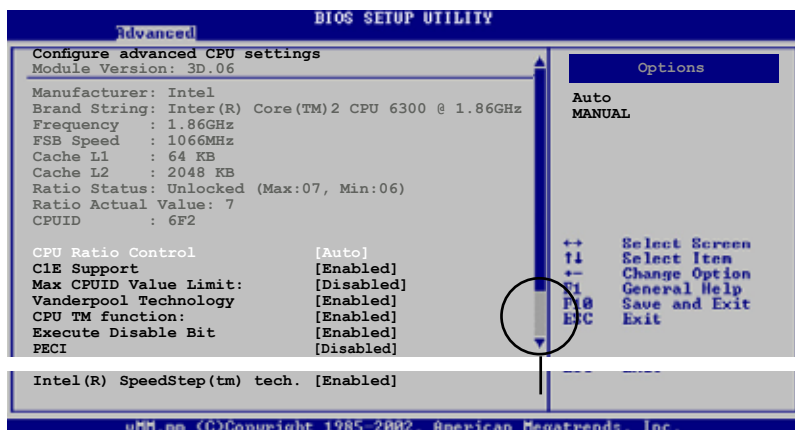 BIOS SETUP UTILITY
Advanced
Configure advanced CPU settings
Module Version: 3D.06
Manufacturer: Intel
Brand String: Inter(R) Core(TM)2 CPU 6300 @ 1.86GHz
Frequency : 1.86GHz
FSB Speed : 1066MHz
Cache L1 : 64 KB
Cache L2 : 2048 KB
Ratio Status: Unlocked (Max:07, Min:06)
Ratio Actual Value: 7
CPUID : 6F2
CPU Ratio Control [Auto]
C1E Support [Enabled]
Max CPUID Value Limit: [Disabled]
Vanderpool Technology [Enabled]
CPU TM function: [Enabled]
Execute Disable Bit [Enabled]
PECI [Disabled]
Intel(R) SpeedStep(tm) tech. [Enabled]
Options
Auto
MANUAL
↔ Select Screen
↑↓ Select Item
+- Change Option
F1 General Help
F10 Save and Exit
ESC Exit
(C)Copyright 1985-2002, American Megatrends, Inc.